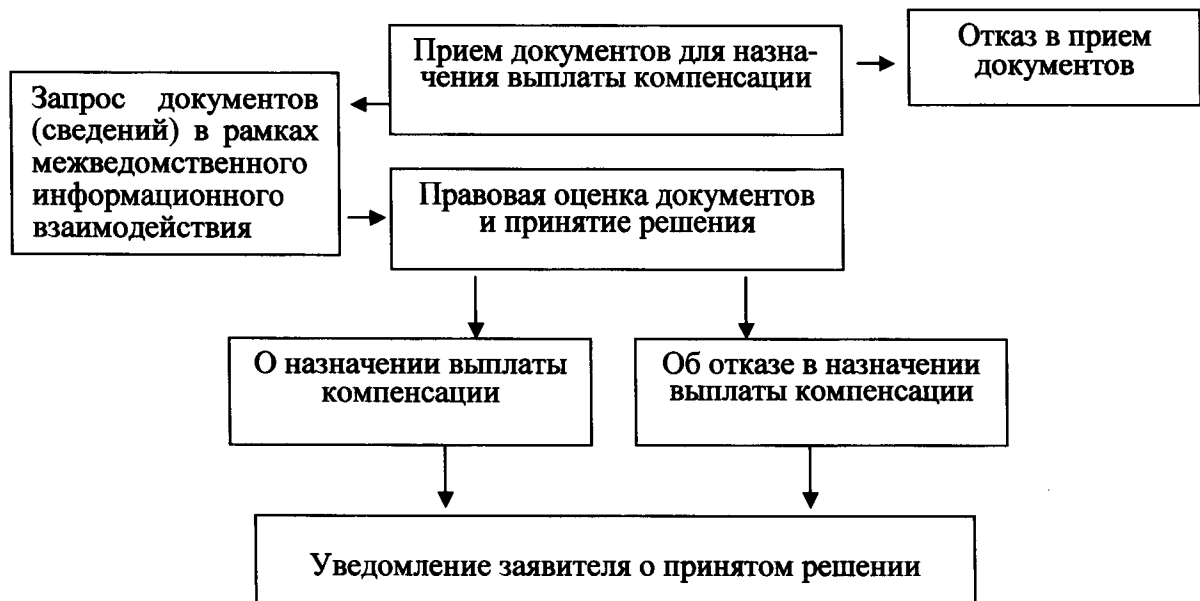 Прием документов для назна-
чения выплаты компенсации
Отказ в прием
документов
Запрос документов
(сведений) в рамках
межведомственного
информационного
взаимодействия
Правовая оценка документов
и принятие решения
О назначении выплаты
компенсации
Об отказе в назначении
выплаты компенсации
Уведомление заявителя о принятом решении